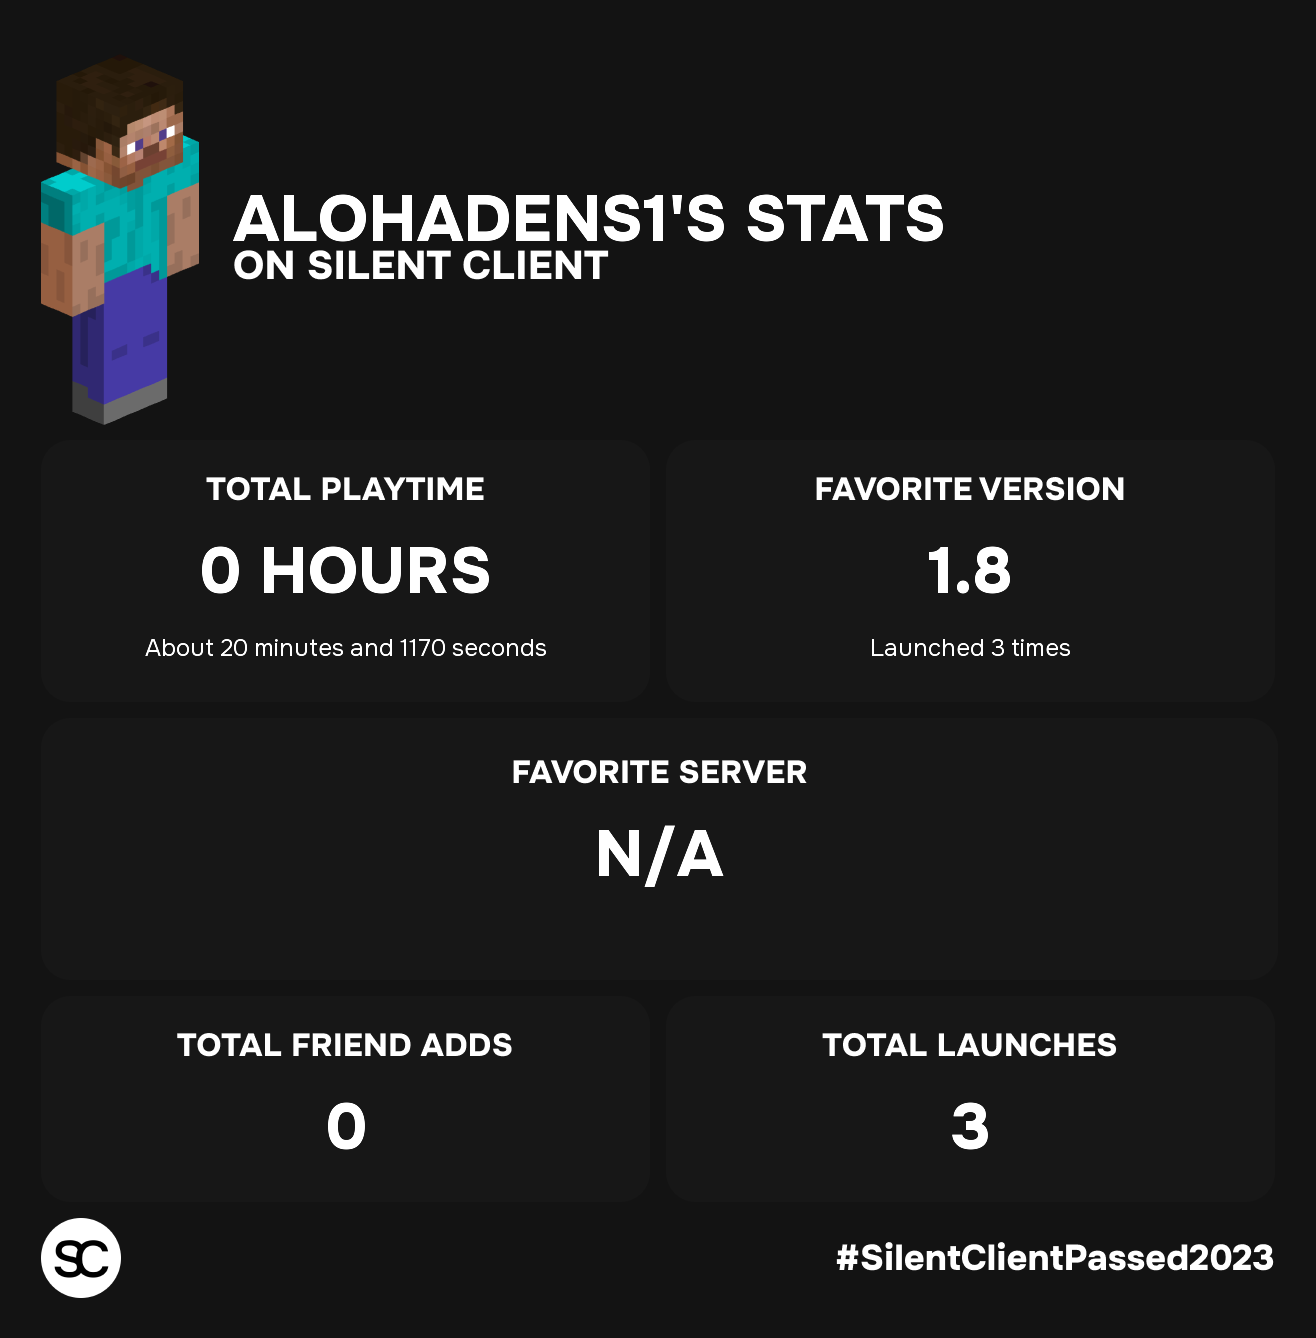 ALOHADENS1'S STATS
ON SILENT CLIENT
TOTAL PLAYTIME
0 HOURS
About 20 minutes and 1170 seconds
FAVORITE VERSION
1.8
Launched 3 times
FAVORITE SERVER
N/A
TOTAL FRIEND ADDS
0
TOTAL LAUNCHES
3
SC
#SilentClientPassed2023